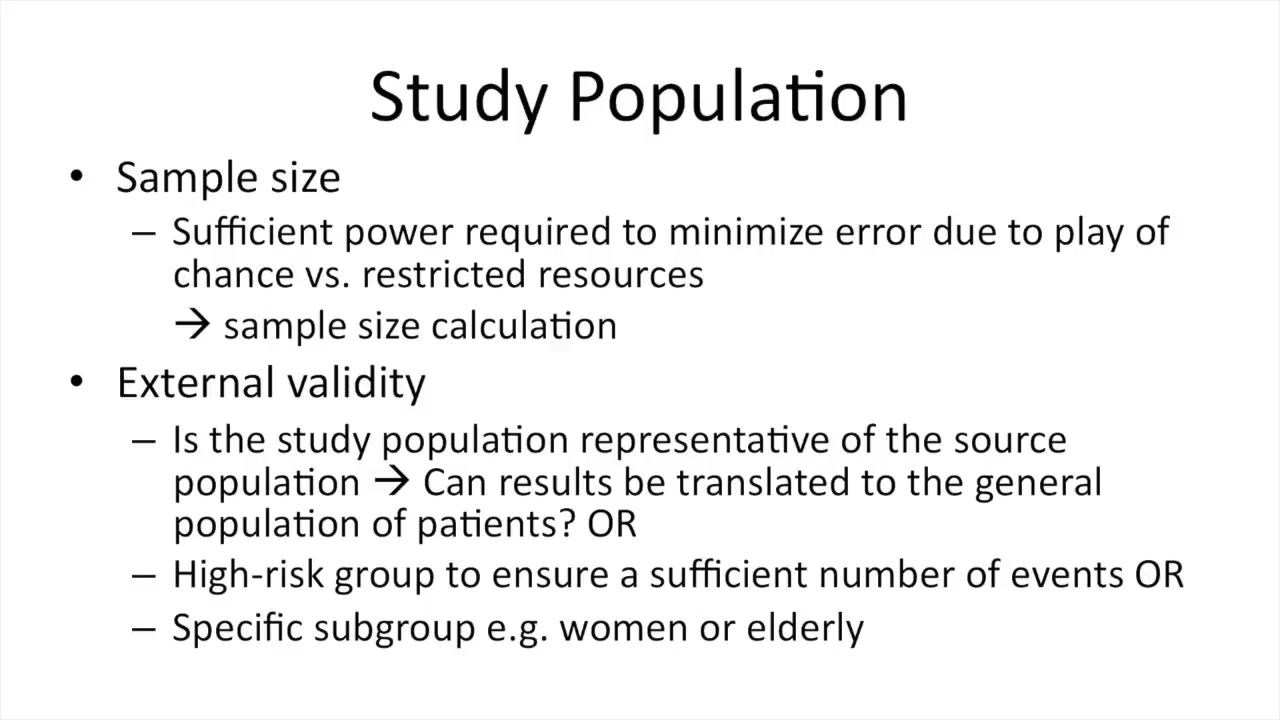 Study Population
• Sample size
– Sufficient power required to minimize error due to play of
chance vs. restricted resources
→ sample size calculation
• External validity
– Is the study population representative of the source
population → Can results be translated to the general
population of patients? OR
– High-risk group to ensure a sufficient number of events OR
– Specific subgroup e.g. women or elderly